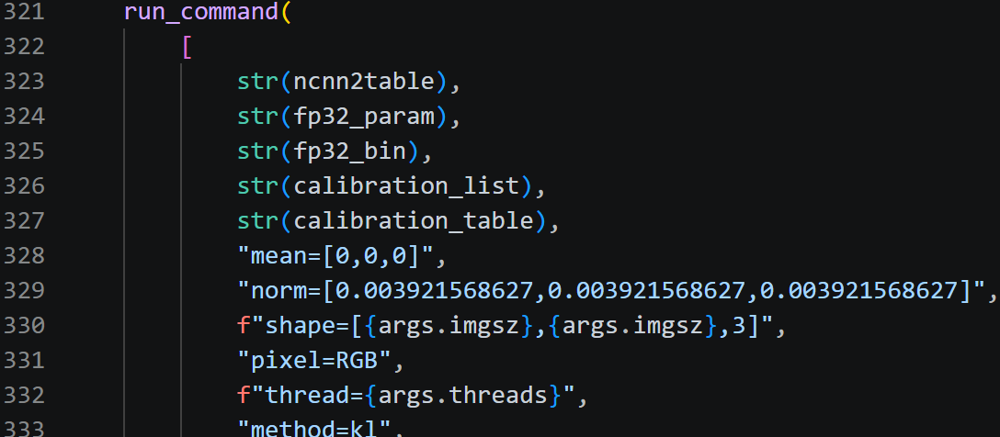 321 run_command(
322 [
323 str(ncnn2table),
324 str(fp32_param),
325 str(fp32_bin),
326 str(calibration_list),
327 str(calibration_table),
328 "mean=[0,0,0]",
329 "norm=[0.003921568627,0.003921568627,0.003921568627]",
330 f"shape=[{args.imgsz},{args.imgsz},3]",
331 "pixel=RGB",
332 f"thread={args.threads}",
333 "method=kl",